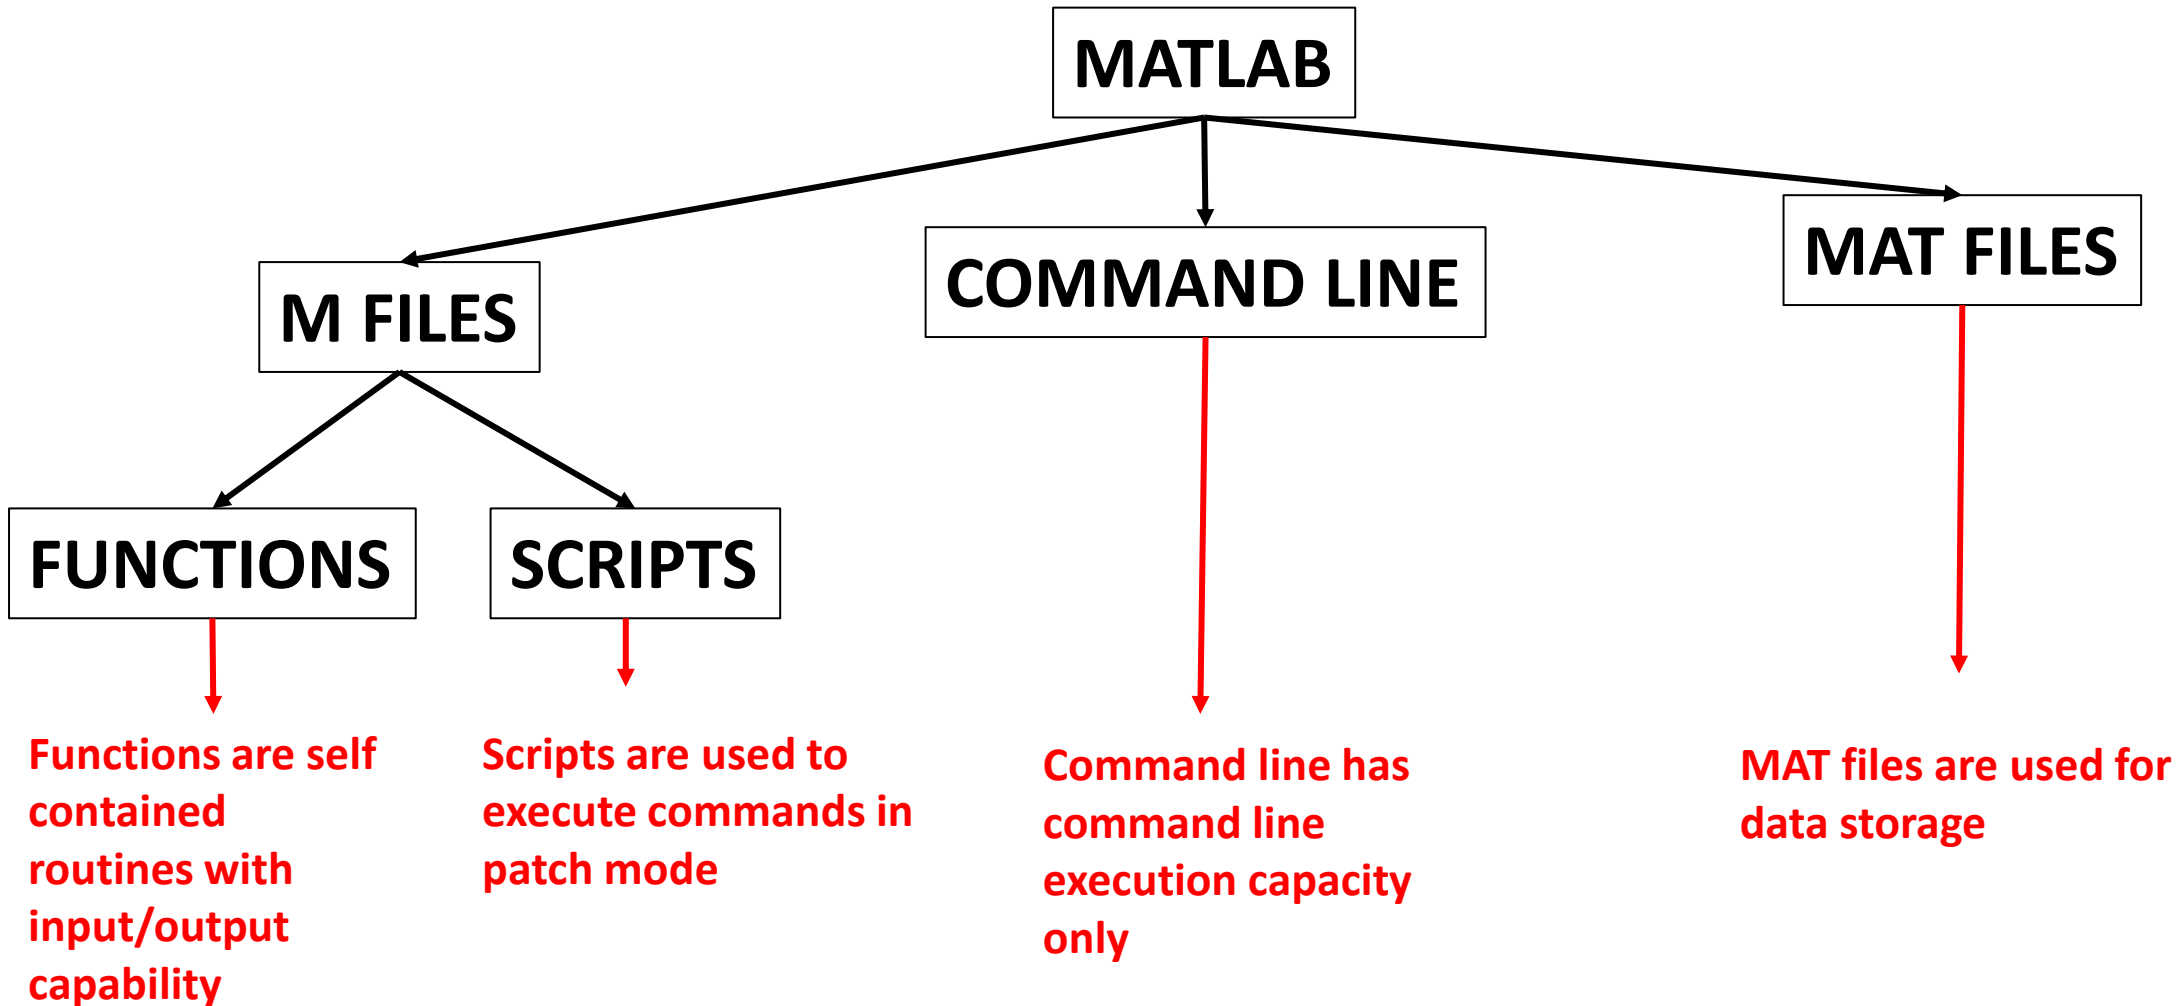 MATLAB
M FILES
COMMAND LINE
MAT FILES
FUNCTIONS
SCRIPTS
Functions are self
contained
routines with
input/output
capability
Scripts are used to
execute commands in
patch mode
Command line has
command line
execution capacity
only
MAT files are used for
data storage